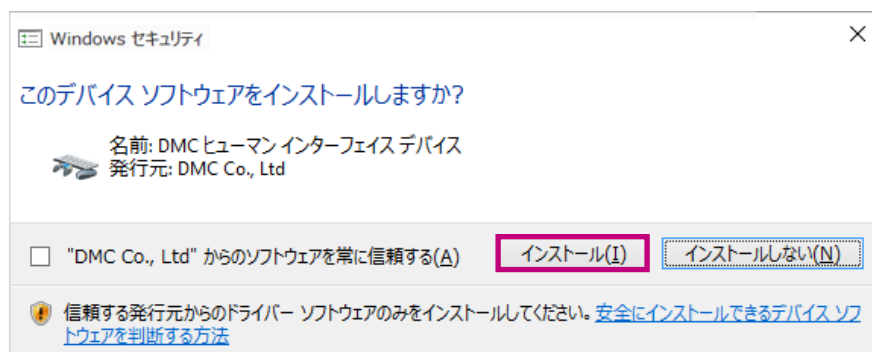 Windows セキュリティ
このデバイス ソフトウェアをインストールしますか?
名前: DMC ヒューマン インターフェイス デバイス
発行元: DMC Co., Ltd
"DMC Co., Ltd" からのソフトウェアを常に信頼する(A) インストール(I) インストールしない(N)
信頼する発行元からのドライバー ソフトウェアのみをインストールしてください。安全にインストールできるデバイス ソフ
トウェアを判断する方法